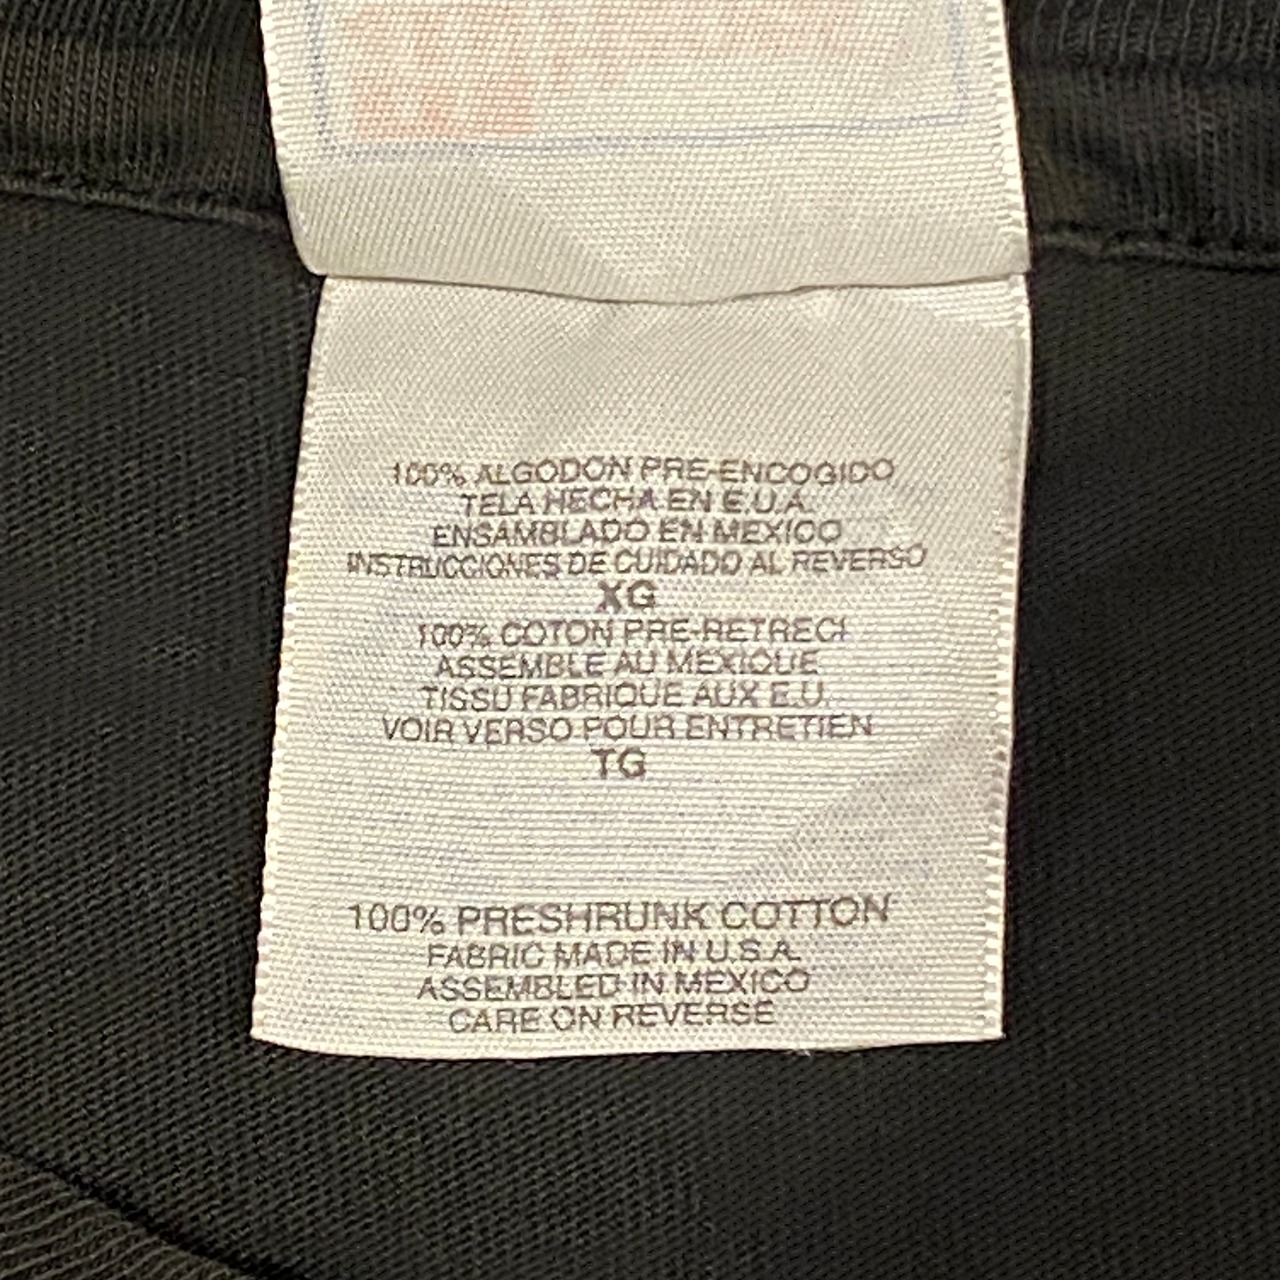 100% ALGODON PRE-ENCOGIDO
TELA HECHA EN E.U.A.
ENSAMBLADO EN MEXICO
INSTRUCCIONES DE CUIDADO AL REVERSO
XG
100% COTON PRE-RETRECI
ASSEMBLE AU MEXIQUE
TISSU FABRIQUE AUX E.U.
VOIR VERSO POUR ENTRETIEN
TG
100% PRESHRUNK COTTON
FABRIC MADE IN U.S.A.
ASSEMBLED IN MEXICO
CARE ON REVERSE